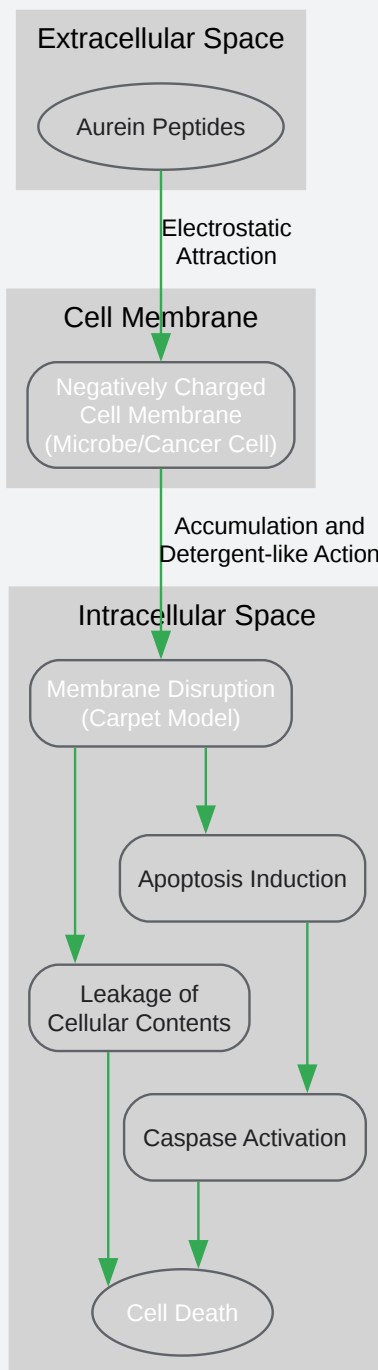 Extracellular Space
Aurein Peptides
Electrostatic
Attraction
Cell Membrane
Negatively Charged
Cell Membrane
(Microbe/Cancer Cell)
Accumulation and
Detergent-like Action
Intracellular Space
Membrane Disruption
(Carpet Model)
Apoptosis Induction
Leakage of
Cellular Contents
Caspase Activation
Cell Death